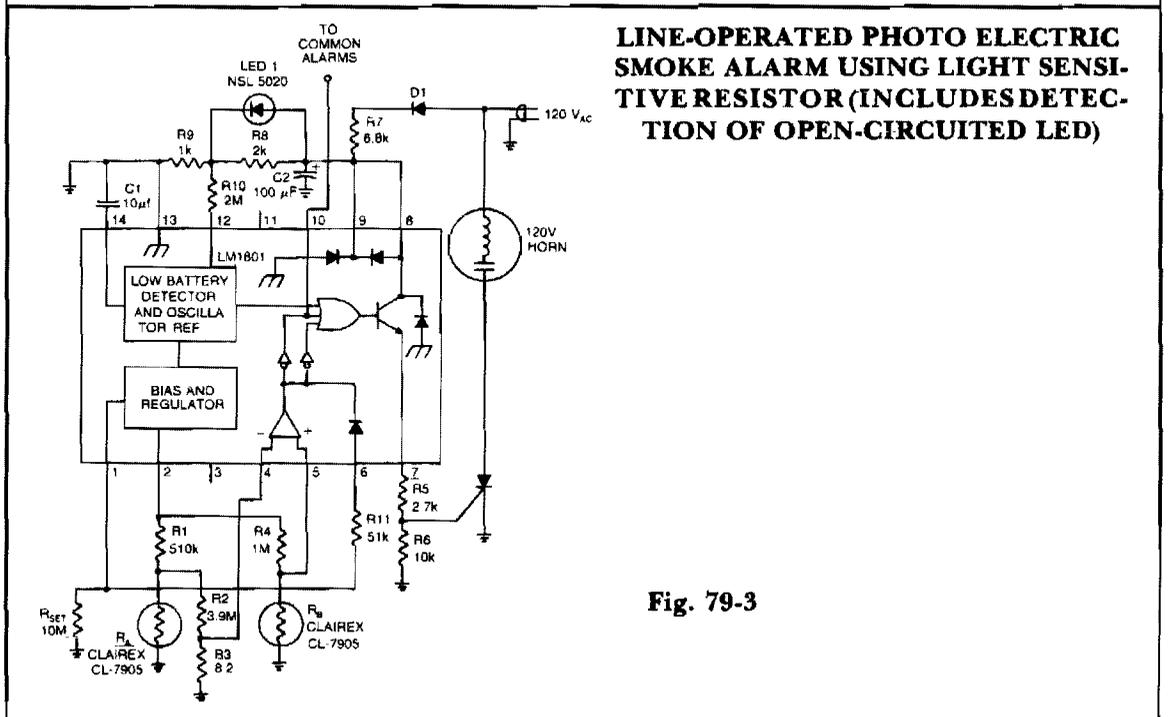 LINE-OPERATED PHOTO ELECTRIC
SMOKE ALARM USING LIGHT SENSI-
TIVE RESISTOR (INCLUDES DETEC-
TION OF OPEN-CIRCUITED LED)
TO
COMMON
ALARMS
LED 1
NSL 5020
D1
120 VAC
R7
6.8k
R9
1k
R8
2k
C2
100 µF
+
R10
2M
C1
10µf
14
13
12
11
10
9
8
120V
HORN
LM1801
LOW BATTERY
DETECTOR
AND OSCILLA
TOR REF
BIAS AND
REGULATOR
-
+
1
2
3
4
5
6
7
R5
2 7k
R1
510k
R4
1M
R11
51k
R6
10k
RSET
10M
R2
3.9M
RA
CLAIREX
CL-7905
RB
CLAIREX
CL-7905
R3
8 2
Fig. 79-3